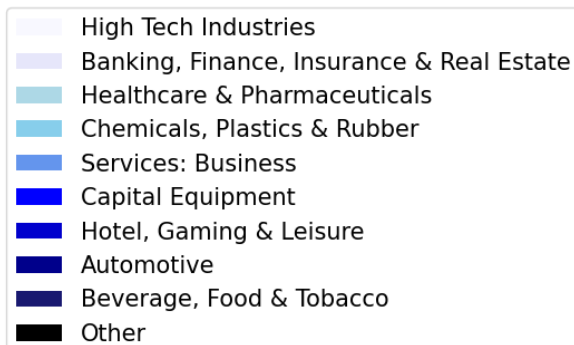 High Tech Industries
Banking, Finance, Insurance & Real Estate
Healthcare & Pharmaceuticals
Chemicals, Plastics & Rubber
Services: Business
Capital Equipment
Hotel, Gaming & Leisure
Automotive
Beverage, Food & Tobacco
Other